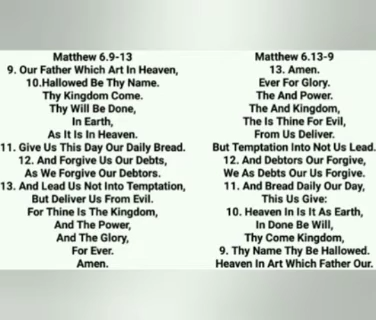 Matthew 6.9-13
9. Our Father Which Art In Heaven,
10.Hallowed Be Thy Name.
Thy Kingdom Come.
Thy Will Be Done,
In Earth,
As It Is In Heaven.
11. Give Us This Day Our Daily Bread.
12. And Forgive Us Our Debts,
As We Forgive Our Debtors.
13. And Lead Us Not Into Temptation,
But Deliver Us From Evil.
For Thine Is The Kingdom,
And The Power,
And The Glory,
For Ever.
Amen.
Matthew 6.13-9
13. Amen.
Ever For Glory.
The And Power.
The And Kingdom,
The Is Thine For Evil,
From Us Deliver.
But Temptation Into Not Us Lead.
12. And Debtors Our Forgive,
We As Debts Our Us Forgive.
11. And Bread Daily Our Day,
This Us Give:
10. Heaven In Is It As Earth,
In Done Be Will,
Thy Come Kingdom,
9. Thy Name Thy Be Hallowed.
Heaven In Art Which Father Our.